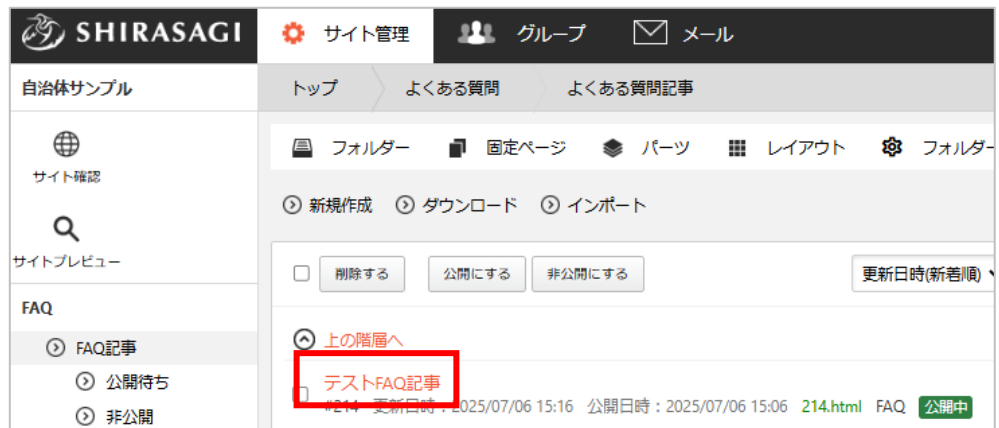 SHIRASAGI サイト管理 グループ メール
自治体サンプル トップ よくある質問 よくある質問記事
サイト確認
フォルダー 固定ページ パーツ レイアウト フォルダー
新規作成 ダウンロード インポート
サイトプレビュー
削除する 公開にする 非公開にする 更新日時(新着順)
FAQ
FAQ記事
公開待ち
非公開
上の階層へ
テストFAQ記事
#214 更新日時：2025/07/06 15:16 公開日時：2025/07/06 15:06 214.html FAQ 公開中